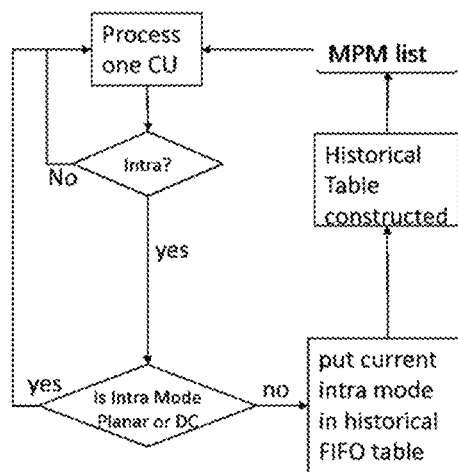 Process
one CU
MPM list
Intra?
No
Historical
Table
constructed
yes
yes
Is Intra Mode
Planar or DC
no
put current
intra mode
in historical
FIFO table